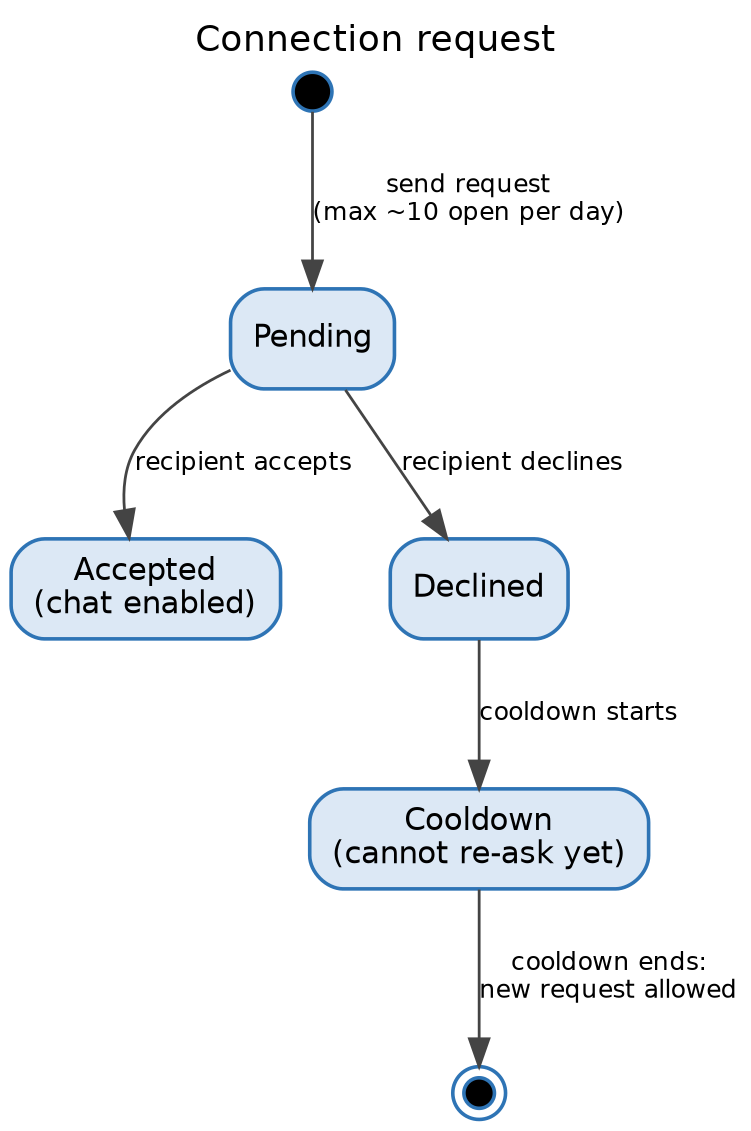 Connection request
send request
(max ~10 open per day)
Pending
recipient accepts
recipient declines
Accepted
(chat enabled)
Declined
cooldown starts
Cooldown
(cannot re-ask yet)
cooldown ends:
new request allowed